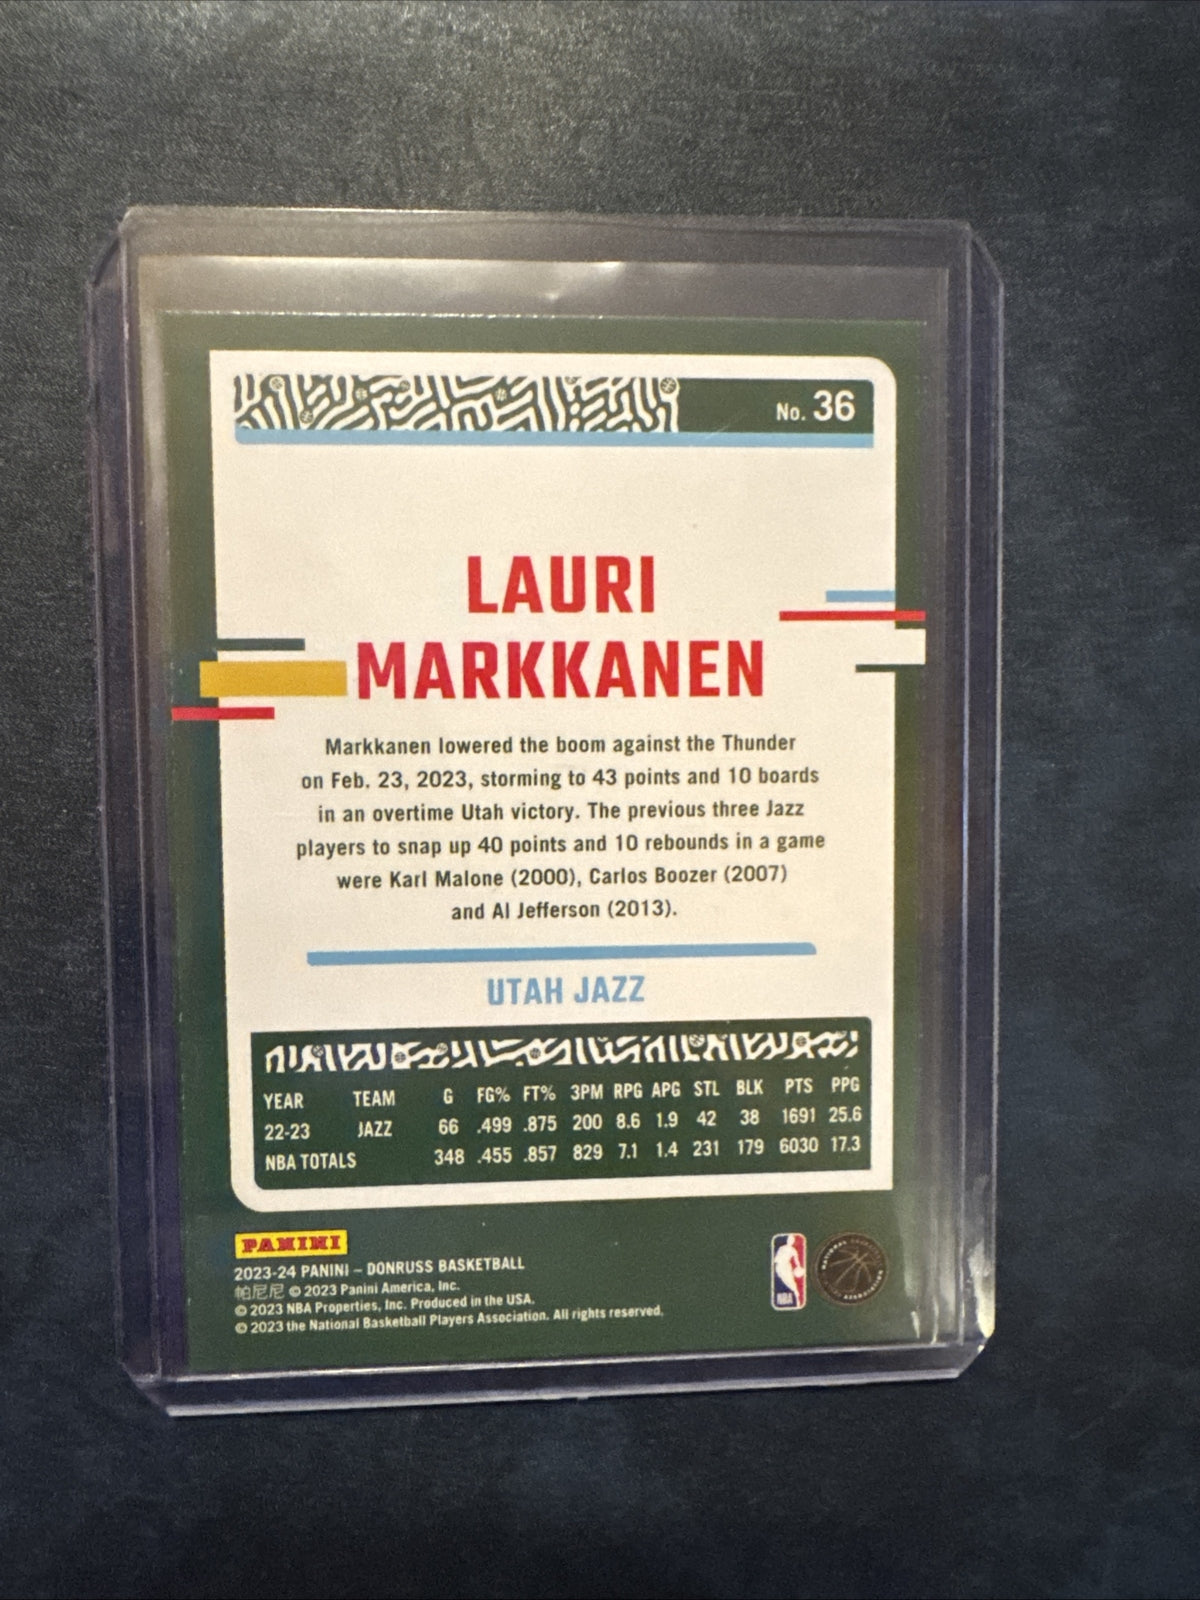 No. 36
LAURI
MARKKANEN
Markkanen lowered the boom against the Thunder
on Feb. 23, 2023, storming to 43 points and 10 boards
in an overtime Utah victory. The previous three Jazz
players to snap up 40 points and 10 rebounds in a game
were Karl Malone (2000), Carlos Boozer (2007)
and Al Jefferson (2013).
UTAH JAZZ
YEAR TEAM G FG% FT% 3PM RPG APG STL BLK PTS PPG
22-23 JAZZ 66 .499 .875 200 8.6 1.9 42 38 1691 25.6
NBA TOTALS 348 .455 .857 829 7.1 1.4 231 179 6030 17.3
PANINI
2023-24 PANINI – DONRUSS BASKETBALL
帕尼尼 © 2023 Panini America, Inc.
© 2023 NBA Properties, Inc. Produced in the USA.
© 2023 the National Basketball Players Association. All rights reserved.
NBA